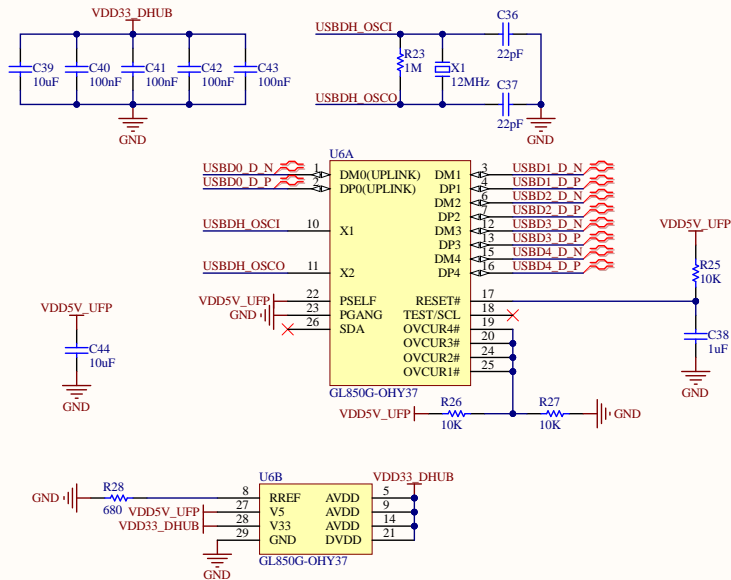 VDD33_DHUB
C39 10uF
C40 100nF
C41 100nF
C42 100nF
C43 100nF
GND
USBDH_OSCI
USBDH_OSCO
R23 1M
X1 12MHz
C36 22pF
C37 22pF
GND
U6A
USBD0_D_N 1 DM0(UPLINK) DM1 3 USBD1_D_N
USBD0_D_P 2 DP0(UPLINK) DP1 4 USBD1_D_P
DM2 6 USBD2_D_N
DP2 7 USBD2_D_P
USBDH_OSCI 10 X1 DM3 2 USBD3_D_N
DP3 3 USBD3_D_P
DM4 5 USBD4_D_N
USBDH_OSCO 11 X2 DP4 6 USBD4_D_P
VDD5V_UFP 22 PSELF RESET# 17
GND 23 PGANG TEST/SCL 18
26 SDA OVCUR4# 19
OVCUR3# 20
OVCUR2# 24
OVCUR1# 25
GL850G-OHY37
VDD5V_UFP
R25 10K
C38 1uF
GND
VDD5V_UFP
C44 10uF
GND
VDD5V_UFP R26 10K R27 10K GND
U6B VDD33_DHUB
GND R28 680 8 RREF AVDD 5
VDD5V_UFP 27 V5 AVDD 9
VDD33_DHUB 28 V33 AVDD 14
29 GND DVDD 21
GL850G-OHY37
GND